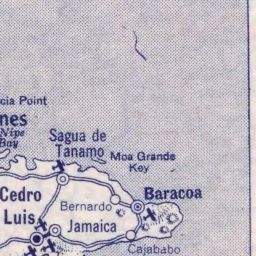 cia Point
nes
Nipe
Bay
Sagua de
Tanamo
Moa Grande
Key
Cedro
Baracoa
Luis
Bernardo
Jamaica
Cajababo